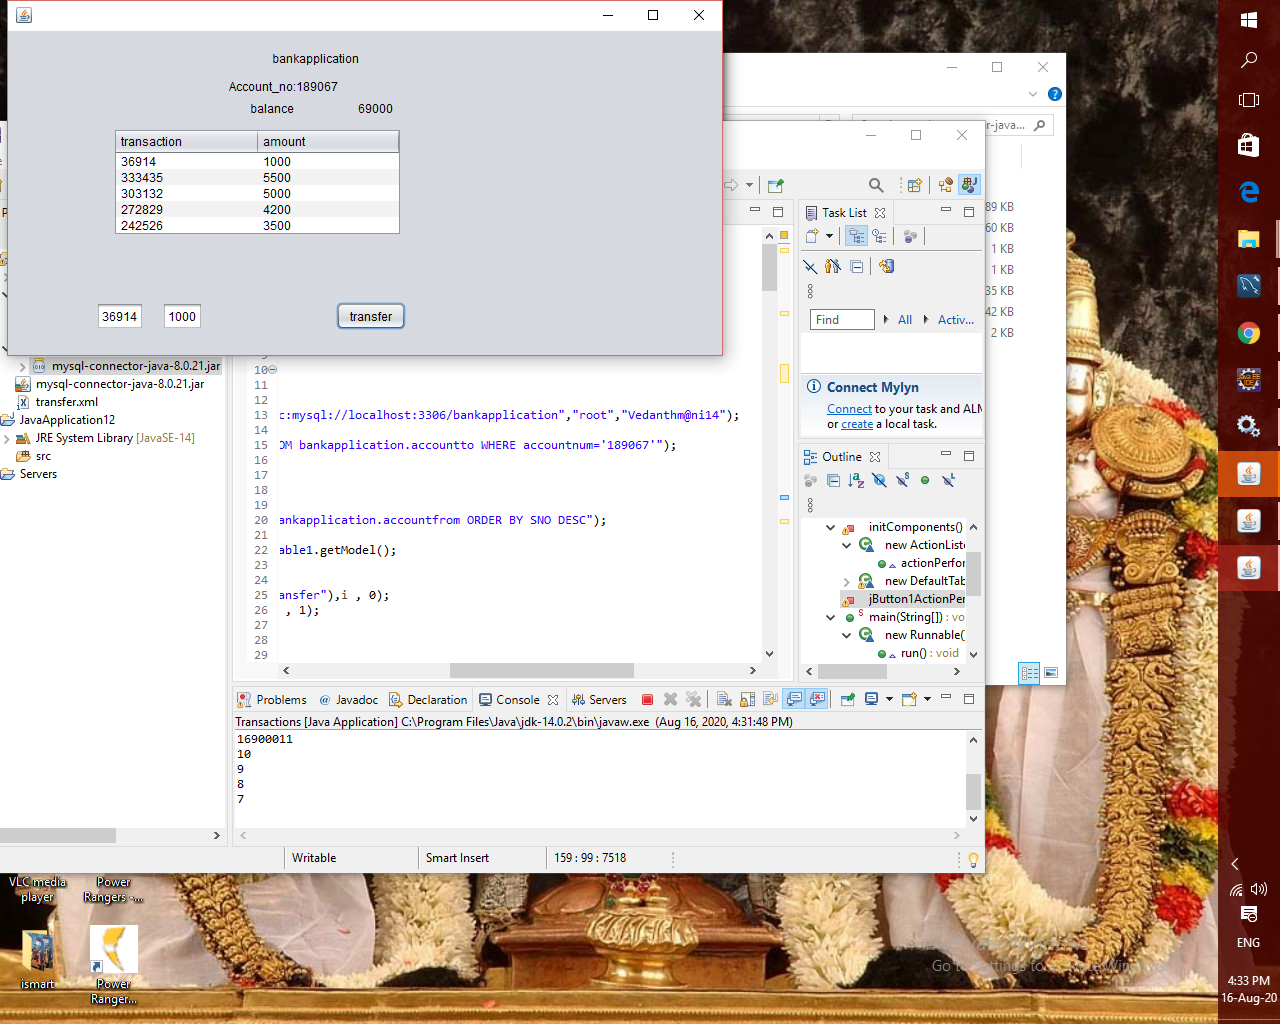 bankapplication
Account_no:189067
balance 69000
transaction amount
36914 1000
333435 5500
303132 5000
272829 4200
242526 3500
36914 1000 transfer
-java...
Task List
89 KB
60 KB
1 KB
1 KB
35 KB
42 KB
2 KB
Find All Activ...
Connect Mylyn
Connect to your task and ALM
or create a local task.
Outline
initComponents()
new ActionListe
actionPerfor
new DefaultTab
jButton1ActionPer
main(String[]) : vo
new Runnable(
run() : void
mysql-connector-java-8.0.21.jar
mysql-connector-java-8.0.21.jar
transfer.xml
JavaApplication12
JRE System Library [JavaSE-14]
src
Servers
10
11
12
13 c:mysql://localhost:3306/bankapplication","root","Vedanthm@ni14");
14
15 OM bankapplication.accountto WHERE accountnum='189067'");
16
17
18
19
20 ankapplication.accountfrom ORDER BY SNO DESC");
21
22 able1.getModel();
23
24
25 ansfer"),i , 0);
26 , 1);
27
28
29
Problems @ Javadoc Declaration Console Servers
Transactions [Java Application] C:\Program Files\Java\jdk-14.0.2\bin\javaw.exe (Aug 16, 2020, 4:31:48 PM)
16900011
10
9
8
7
Writable Smart Insert 159 : 99 : 7518
VLC media player
Power Rangers -...
ismart
Power Ranger...
ENG
4:33 PM
16-Aug-20